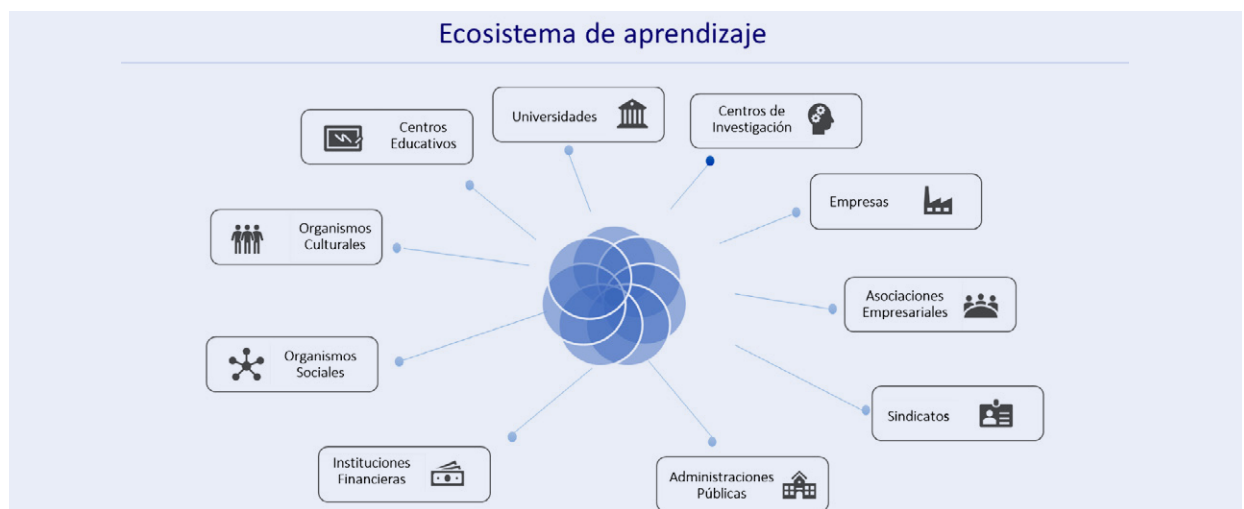 Ecosistema de aprendizaje
Universidades
Centros de
Investigación
Centros
Educativos
Empresas
Organismos
Culturales
Asociaciones
Empresariales
Organismos
Sociales
Sindicatos
Instituciones
Financieras
Administraciones
Públicas